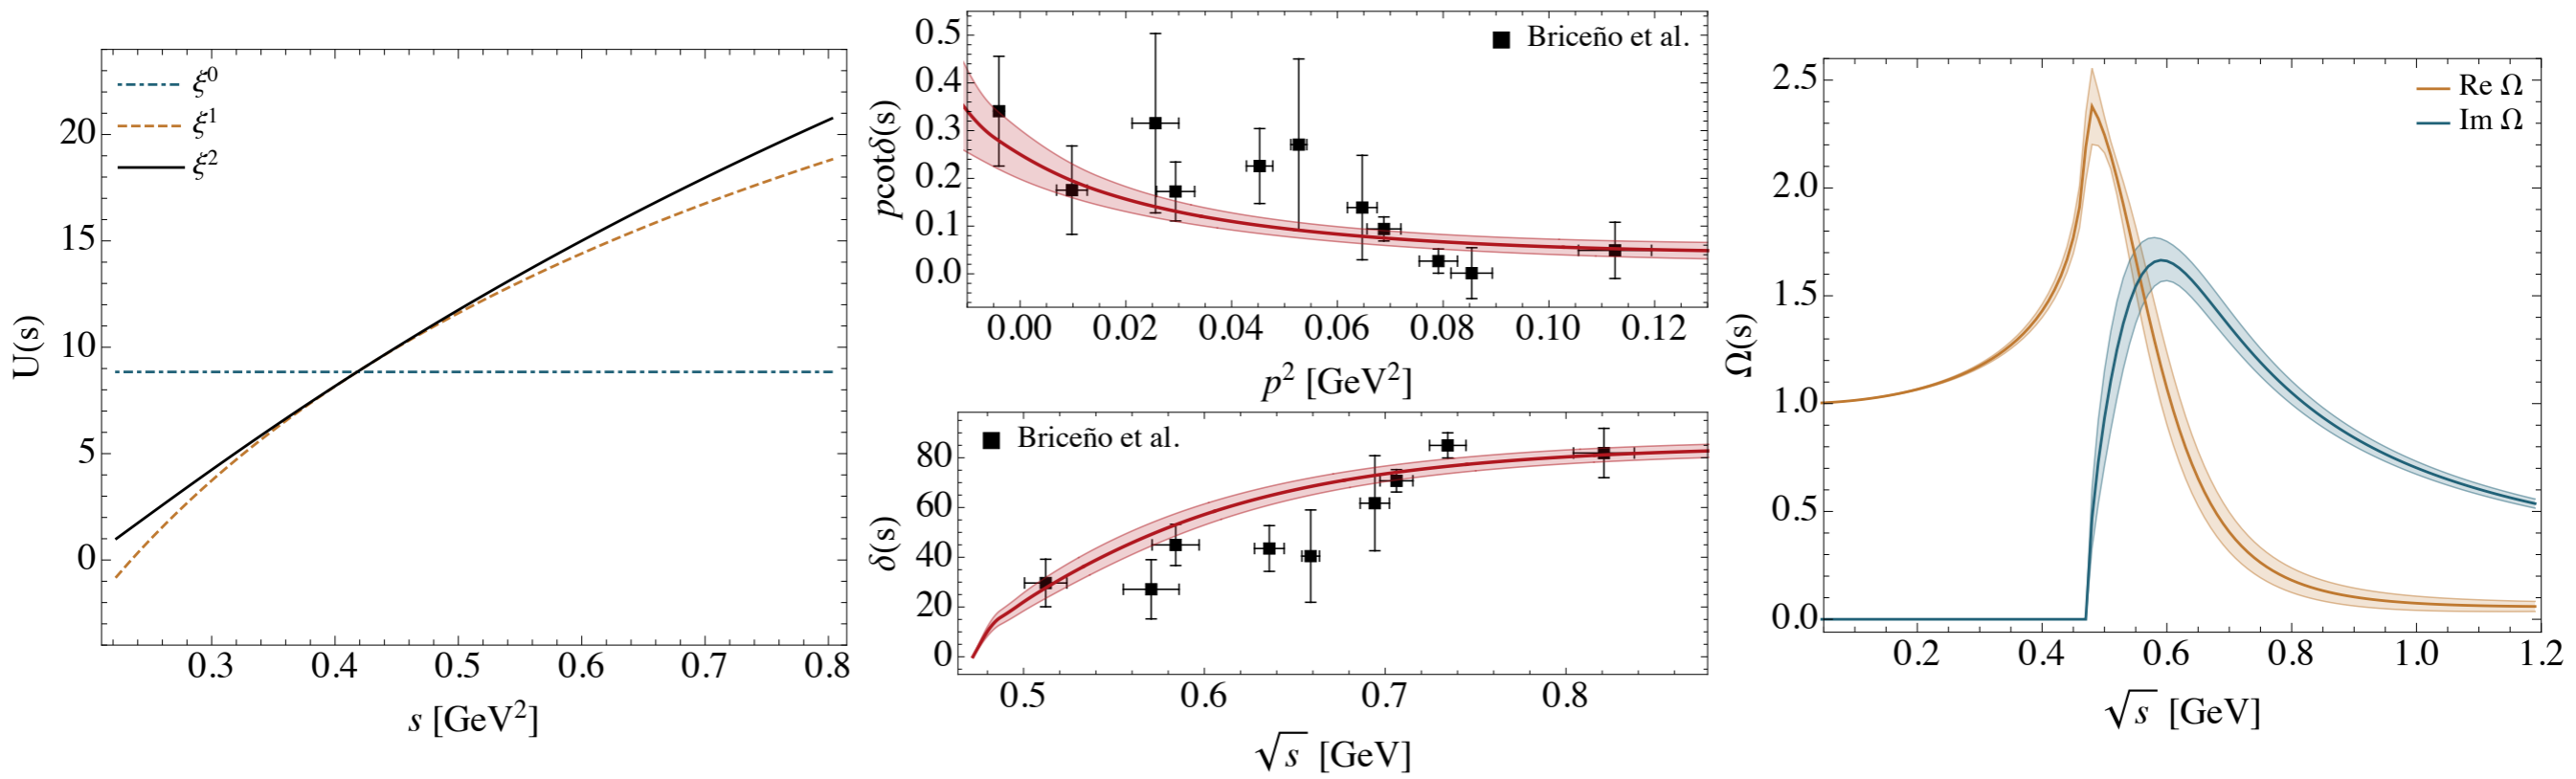 ξ⁰
ξ¹
ξ²
20
15
10
5
0
U(s)
0.3 0.4 0.5 0.6 0.7 0.8
s [GeV²]
Briceño et al.
0.5
0.4
0.3
0.2
0.1
0.0
pcotδ(s)
0.00 0.02 0.04 0.06 0.08 0.10 0.12
p² [GeV²]
Briceño et al.
80
60
40
20
0
δ(s)
0.5 0.6 0.7 0.8
√s [GeV]
Re Ω
Im Ω
2.5
2.0
1.5
1.0
0.5
0.0
Ω(s)
0.2 0.4 0.6 0.8 1.0 1.2
√s [GeV]